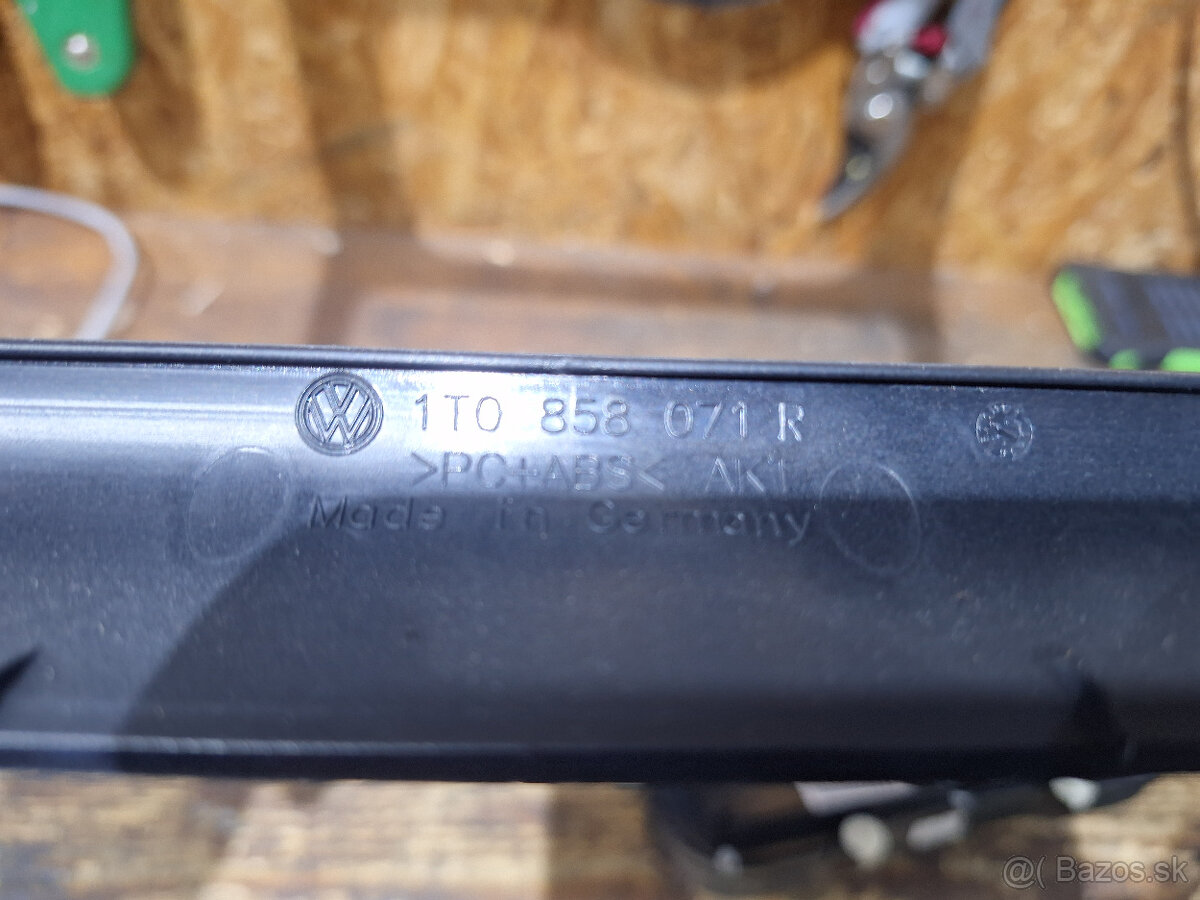 1T0 858 071 R
>PC+ABS< AK1
Made in Germany
@( Bazos.sk